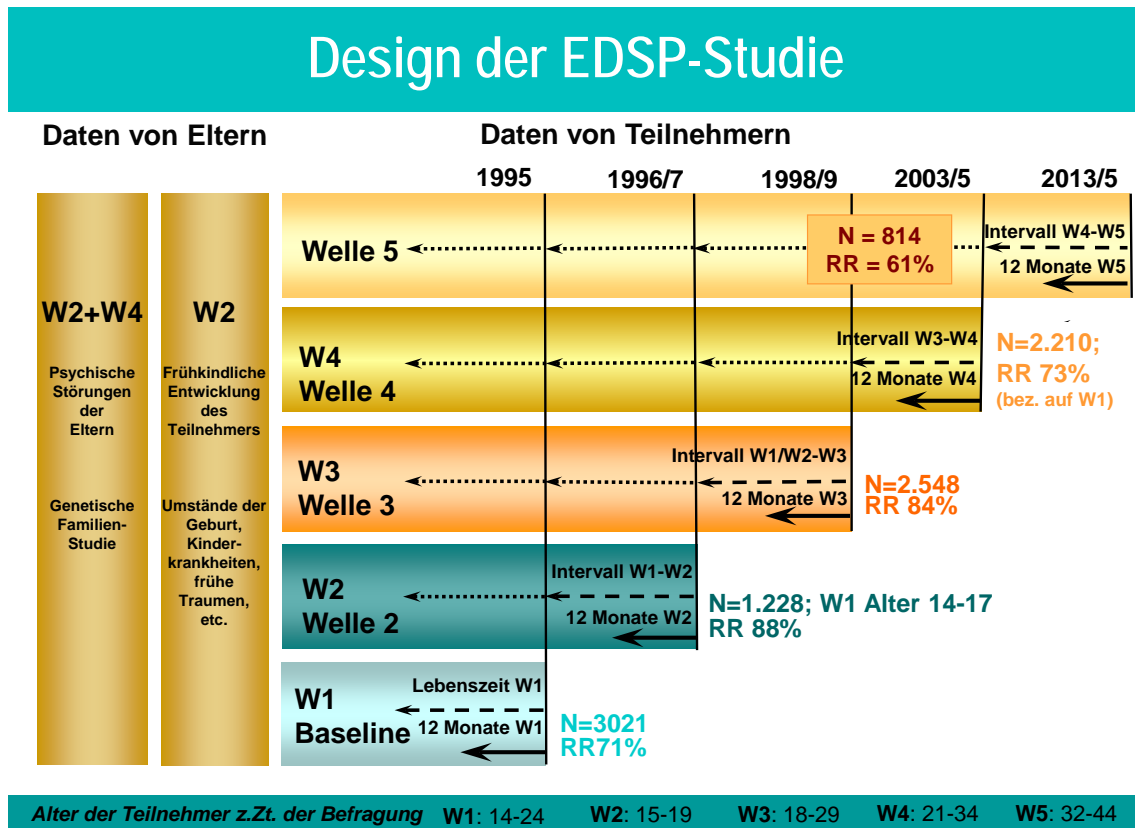 Design der EDSP-Studie
Daten von Eltern
Daten von Teilnehmern
1995
1996/7
1998/9
2003/5
2013/5
W2+W4
Psychische
Störungen
der
Eltern
Genetische
Familien-
Studie
W2
Frühkindliche
Entwicklung
des
Teilnehmers
Umstände der
Geburt,
Kinder-
krankheiten,
frühe
Traumen,
etc.
Welle 5
N = 814
RR = 61%
Intervall W4-W5
12 Monate W5
W4
Welle 4
Intervall W3-W4
12 Monate W4
N=2.210;
RR 73%
(bez. auf W1)
W3
Welle 3
Intervall W1/W2-W3
12 Monate W3
N=2.548
RR 84%
W2
Welle 2
Intervall W1-W2
12 Monate W2
N=1.228; W1 Alter 14-17
RR 88%
W1
Baseline
Lebenszeit W1
12 Monate W1
N=3021
RR71%
Alter der Teilnehmer z.Zt. der Befragung W1: 14-24 W2: 15-19 W3: 18-29 W4: 21-34 W5: 32-44